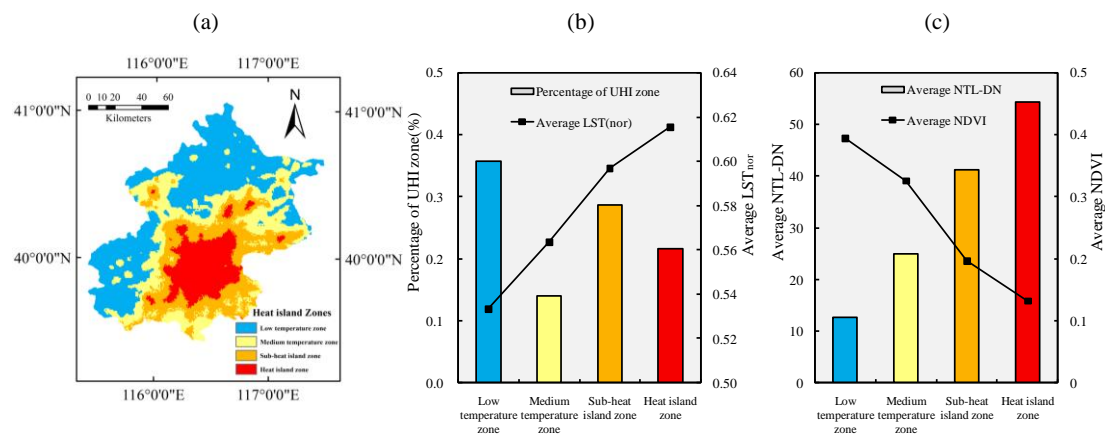 (a)
116°0'0"E 117°0'0"E
41°0'0"N
41°0'0"N
40°0'0"N
40°0'0"N
0 10 20 40 60
Kilometers
N
Heat island Zones
Low temperature zone
Medium temperature zone
Sub-heat island zone
Heat island zone
116°0'0"E 117°0'0"E
(b)
Percentage of UHI zone(%)
0.5
0.4
0.3
0.2
0.1
0.0
Percentage of UHI zone
Average LST(nor)
0.64
0.62
0.60
0.58
0.56
0.54
0.52
0.50
Average LSTnor
Low
temperature
zone
Medium
temperature zone
Sub-heat
island zone
Heat island
zone
(c)
Average NTL-DN
60
50
40
30
20
10
0
Average NTL-DN
Average NDVI
0.5
0.4
0.3
0.2
0.1
0
Average NDVI
Low
temperature
zone
Medium
temperature zone
Sub-heat
island zone
Heat island
zone